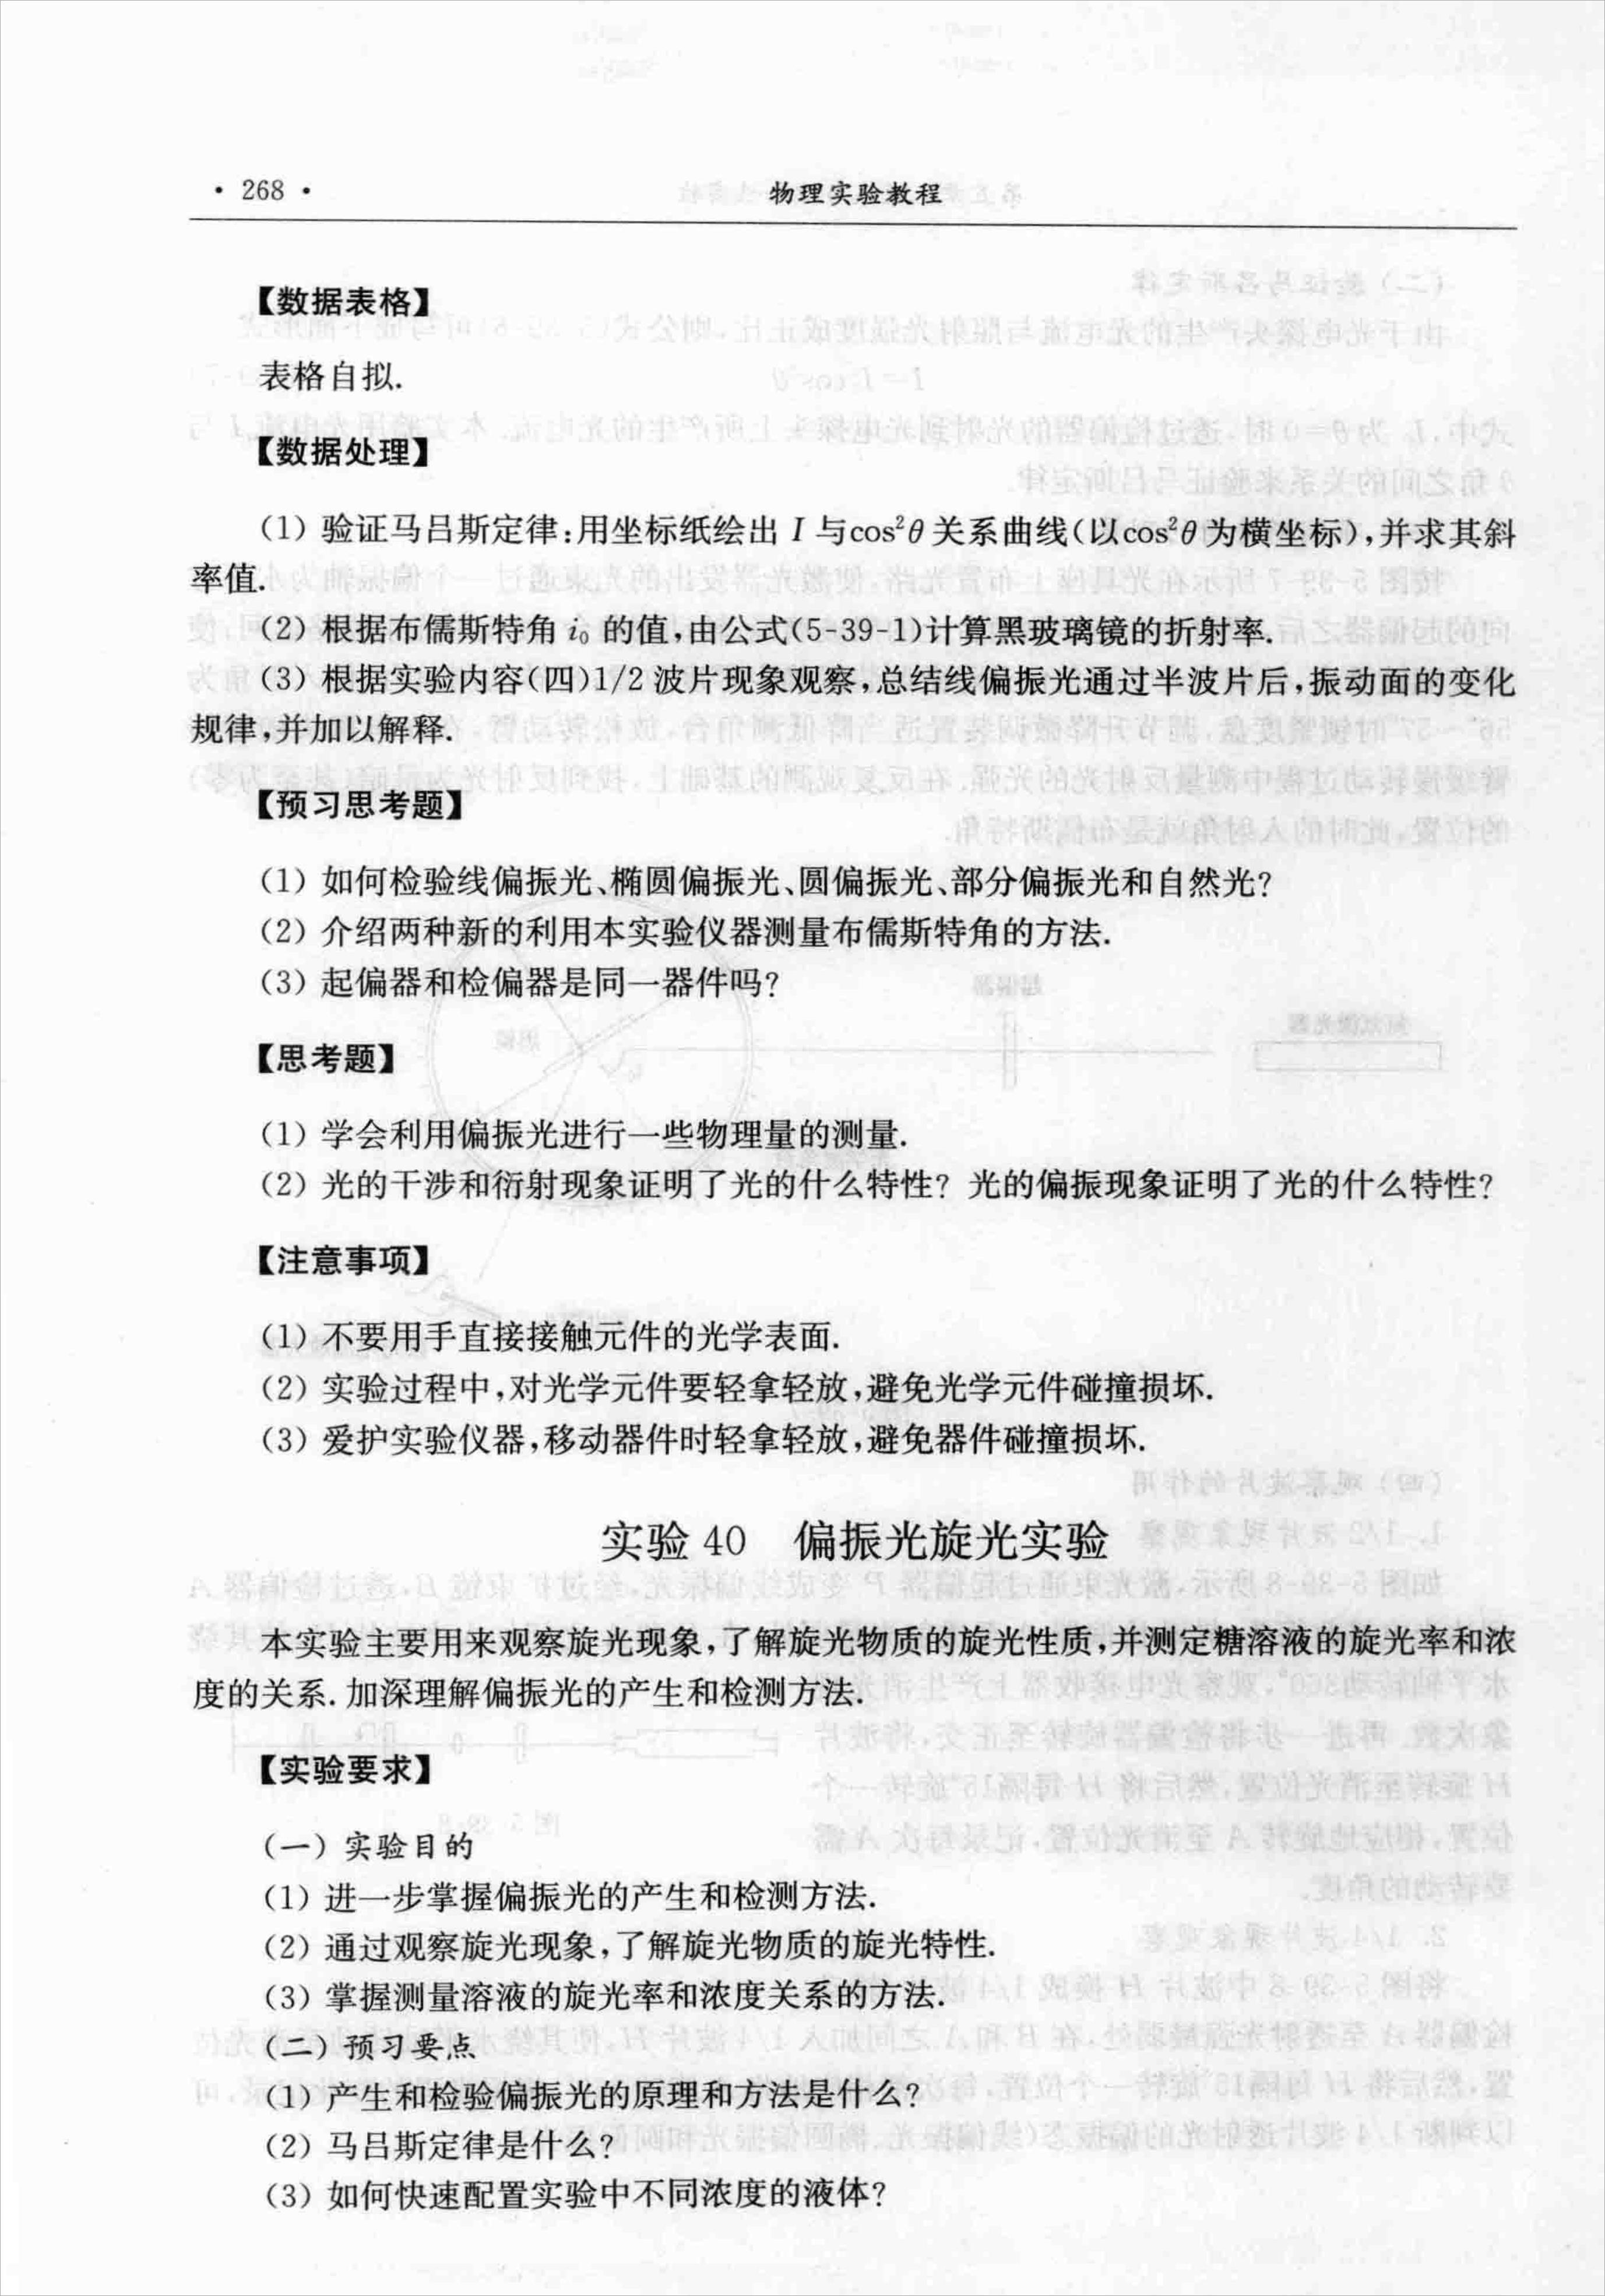 · 268 ·
物理实验教程
【数据表格】
表格自拟.
【数据处理】
(1) 验证马吕斯定律:用坐标纸绘出 I 与cos²θ关系曲线(以cos²θ为横坐标),并求其斜
率值.
(2) 根据布儒斯特角 i₀ 的值,由公式(5-39-1)计算黑玻璃镜的折射率.
(3) 根据实验内容(四)1/2 波片现象观察,总结线偏振光通过半波片后,振动面的变化
规律,并加以解释.
【预习思考题】
(1) 如何检验线偏振光、椭圆偏振光、圆偏振光、部分偏振光和自然光?
(2) 介绍两种新的利用本实验仪器测量布儒斯特角的方法.
(3) 起偏器和检偏器是同一器件吗?
【思考题】
(1) 学会利用偏振光进行一些物理量的测量.
(2) 光的干涉和衍射现象证明了光的什么特性? 光的偏振现象证明了光的什么特性?
【注意事项】
(1) 不要用手直接接触元件的光学表面.
(2) 实验过程中,对光学元件要轻拿轻放,避免光学元件碰撞损坏.
(3) 爱护实验仪器,移动器件时轻拿轻放,避免器件碰撞损坏.
实验 40 偏振光旋光实验
本实验主要用来观察旋光现象,了解旋光物质的旋光性质,并测定糖溶液的旋光率和浓
度的关系. 加深理解偏振光的产生和检测方法.
【实验要求】
(一) 实验目的
(1) 进一步掌握偏振光的产生和检测方法.
(2) 通过观察旋光现象,了解旋光物质的旋光特性.
(3) 掌握测量溶液的旋光率和浓度关系的方法.
(二) 预习要点
(1) 产生和检验偏振光的原理和方法是什么?
(2) 马吕斯定律是什么?
(3) 如何快速配置实验中不同浓度的液体?